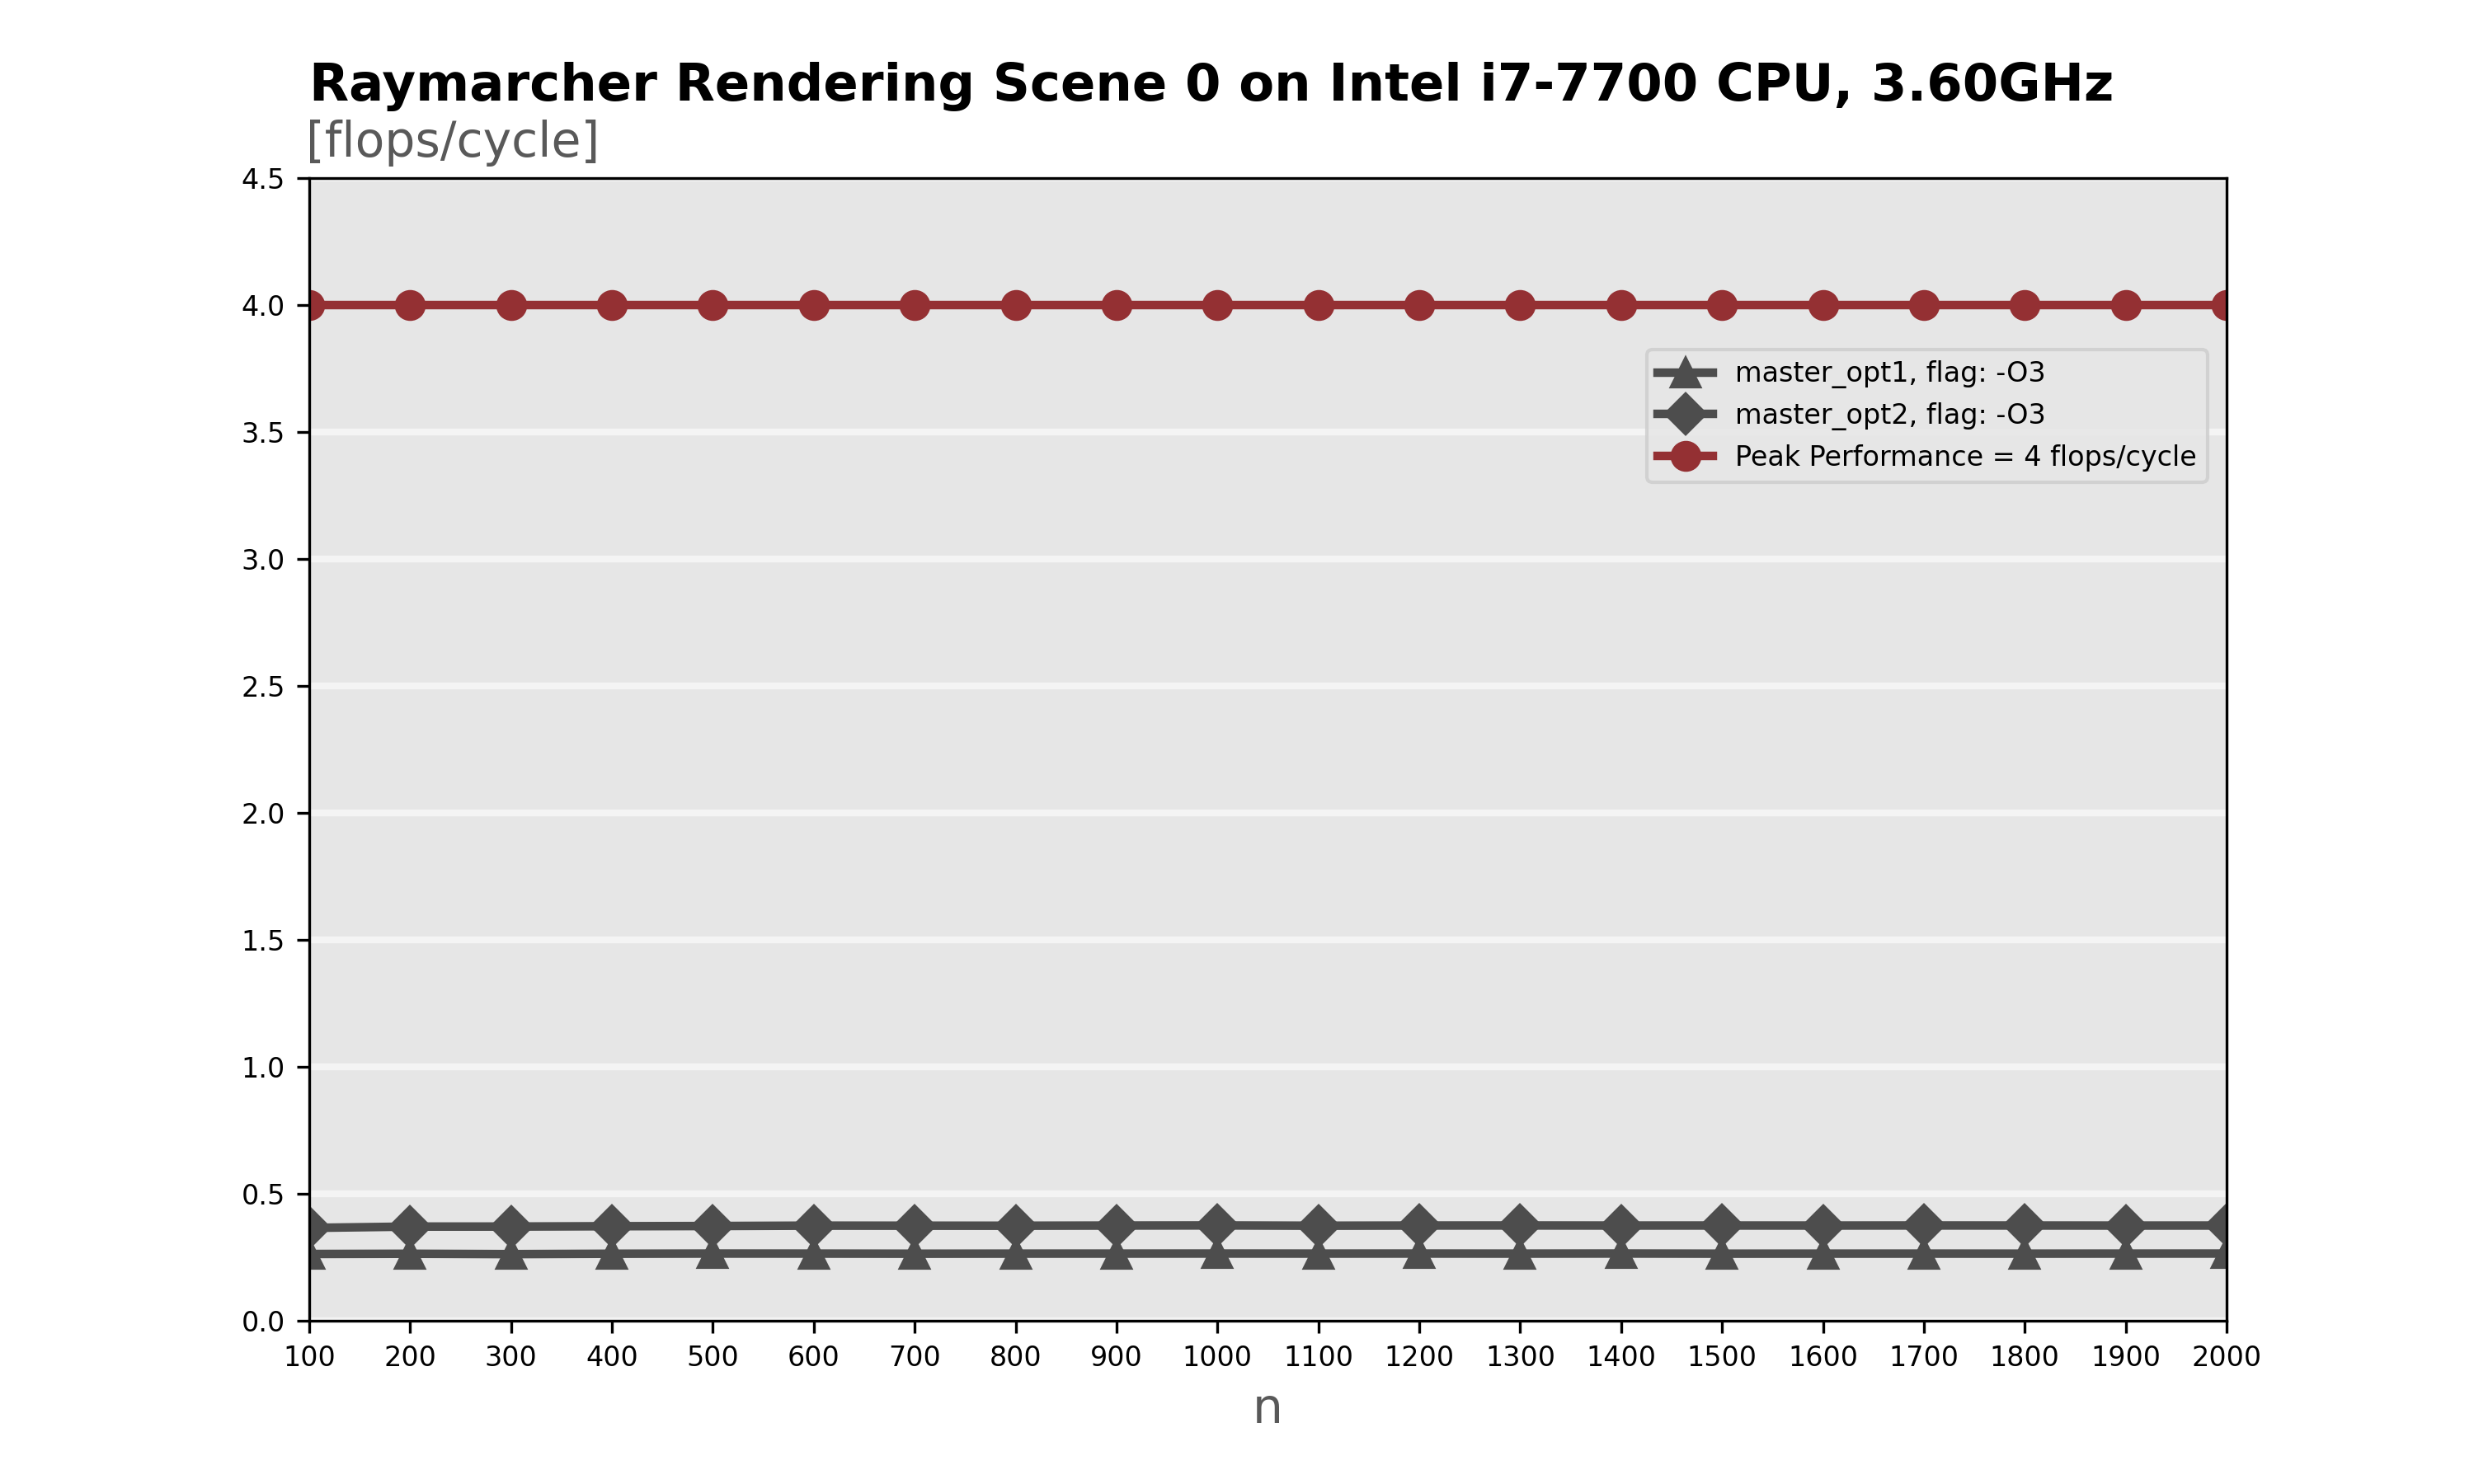 Raymarcher Rendering Scene 0 on Intel i7-7700 CPU, 3.60GHz
[flops/cycle]
4.5
4.0
master_opt1, flag: -O3
master_opt2, flag: -O3
3.5
Peak Performance = 4 flops/cycle
3.0
2.5
2.0
1.5
1.0
0.5
0.0
100 200 300 400 500 600 700 800 900 1000 1100 1200 1300 1400 1500 1600 1700 1800 1900 2000
n